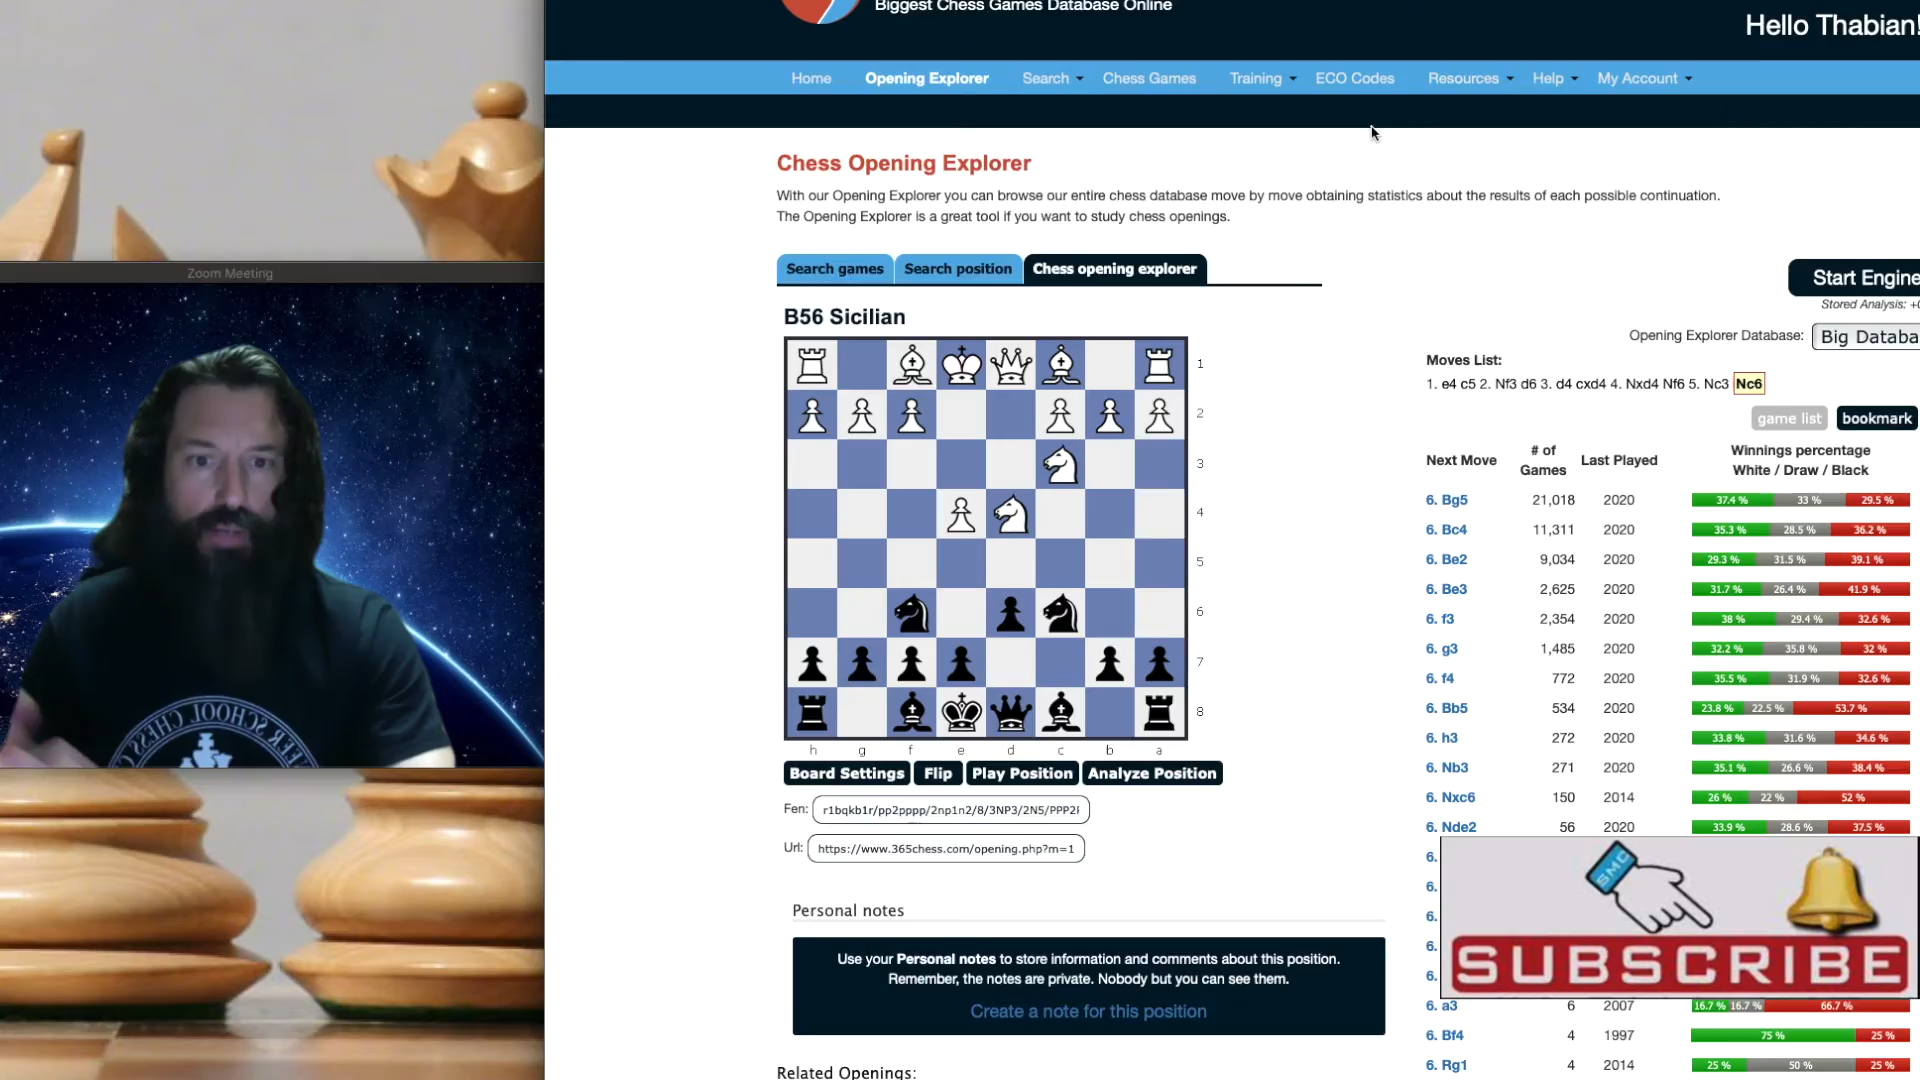 Biggest Chess Games Database Online
Hello Thabian!
Home Opening Explorer Search Chess Games Training ECO Codes Resources Help My Account
Chess Opening Explorer
With our Opening Explorer you can browse our entire chess database move by move obtaining statistics about the results of each possible continuation.
The Opening Explorer is a great tool if you want to study chess openings.
Search games Search position Chess opening explorer
Zoom Meeting
Start Engine
Stored Analysis:
B56 Sicilian
Opening Explorer Database: Big Databa
Moves List:
1. e4 c5 2. Nf3 d6 3. d4 cxd4 4. Nxd4 Nf6 5. Nc3 Nc6
game list bookmark
Next Move # of Games Last Played Winnings percentage White / Draw / Black
6. Bg5 21,018 2020 37.4 % 33 % 29.5 %
6. Bc4 11,311 2020 35.3 % 28.5 % 36.2 %
6. Be2 9,034 2020 29.3 % 31.5 % 39.1 %
6. Be3 2,625 2020 31.7 % 26.4 % 41.9 %
6. f3 2,354 2020 38 % 29.4 % 32.6 %
6. g3 1,485 2020 32.2 % 35.8 % 32 %
6. f4 772 2020 35.5 % 31.9 % 32.6 %
6. Bb5 534 2020 23.8 % 22.5 % 53.7 %
6. h3 272 2020 33.8 % 31.6 % 34.6 %
6. Nb3 271 2020 35.1 % 26.6 % 38.4 %
6. Nxc6 150 2014 26 % 22 % 52 %
6. Nde2 56 2020 33.9 % 28.6 % 37.5 %
6.
6.
6.
6.
6.
6. a3 6 2007 16.7 % 16.7 % 66.7 %
6. Bf4 4 1997 75 % 25 %
6. Rg1 4 2014 25 % 50 % 25 %
SMC
SUBSCRIBE
1
2
3
4
5
6
7
8
h g f e d c b a
Board Settings Flip Play Position Analyze Position
Fen: r1bqkb1r/pp2pppp/2np1n2/8/3NP3/2N5/PPP2I
Url: https://www.365chess.com/opening.php?m=1
Personal notes
Use your Personal notes to store information and comments about this position.
Remember, the notes are private. Nobody but you can see them.
Create a note for this position
Related Openings: